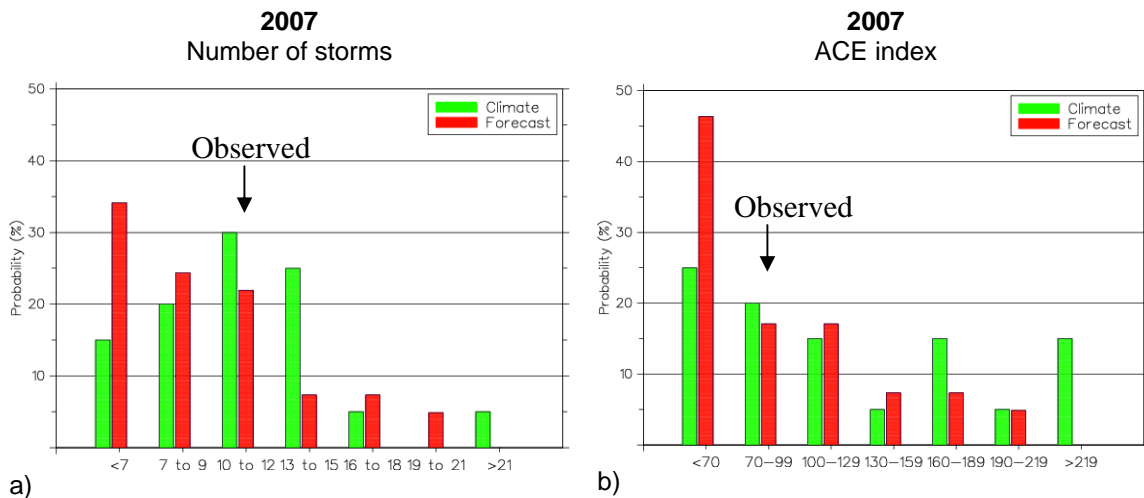 2007
Number of storms
50
40
30
20
10
Probability (%)
Climate
Forecast
Observed
<7 7 to 9 10 to 12 13 to 15 16 to 18 19 to 21 >21
a)
2007
ACE index
50
40
30
20
10
Probability (%)
Climate
Forecast
Observed
<70 70-99 100-129 130-159 160-189 190-219 >219
b)